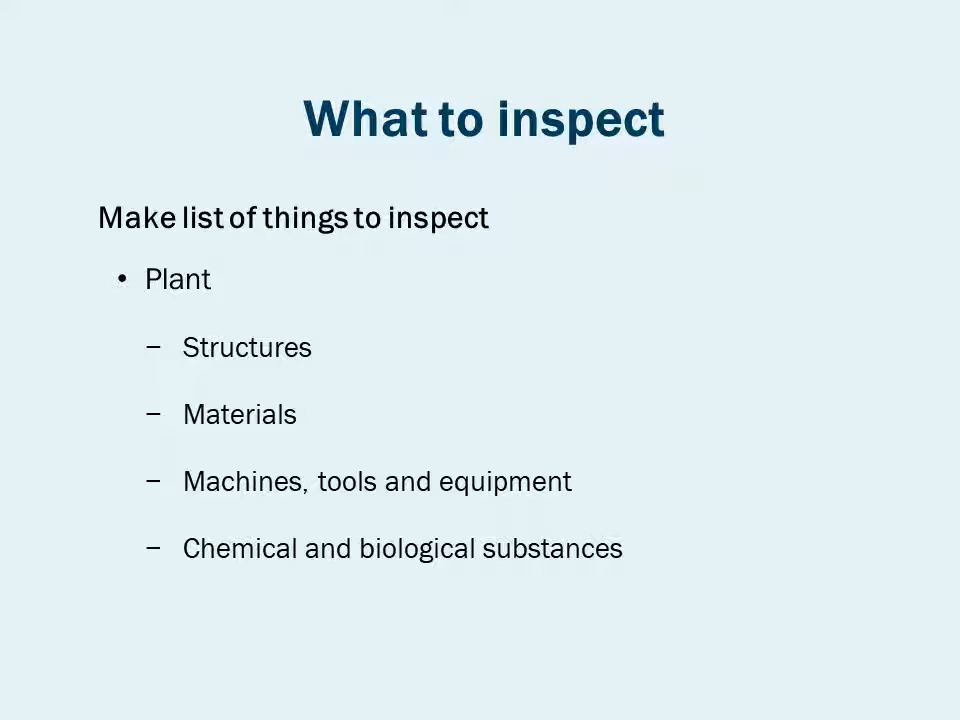 What to inspect
Make list of things to inspect
• Plant
– Structures
– Materials
– Machines, tools and equipment
– Chemical and biological substances